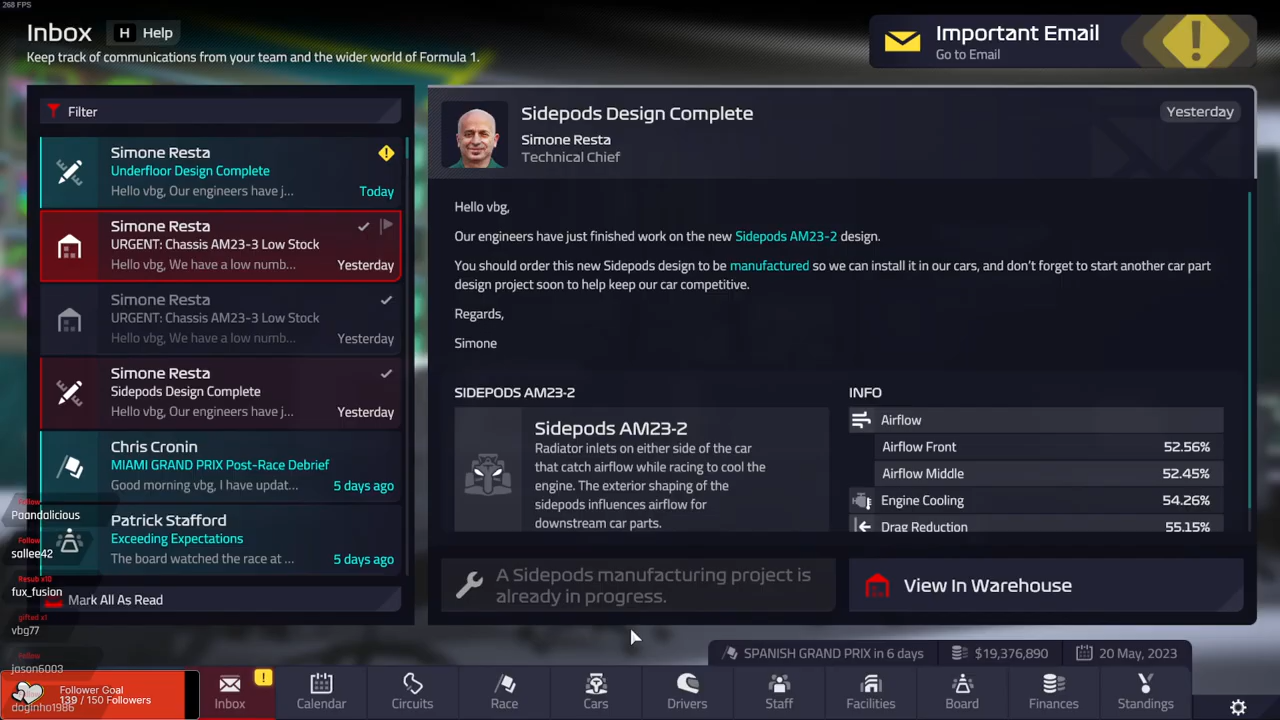 268 FPS
Inbox
H Help
Keep track of communications from your team and the wider world of Formula 1.
Important Email
Go to Email
Filter
Simone Resta
Underfloor Design Complete
Hello vbg, Our engineers have j...
Today
Simone Resta
URGENT: Chassis AM23-3 Low Stock
Hello vbg, We have a low numb...
Yesterday
Simone Resta
URGENT: Chassis AM23-3 Low Stock
Hello vbg, We have a low numb...
Yesterday
Simone Resta
Sidepods Design Complete
Hello vbg, Our engineers have j...
Yesterday
Chris Cronin
MIAMI GRAND PRIX Post-Race Debrief
Good morning vbg, I have updat...
5 days ago
Patrick Stafford
Exceeding Expectations
The board watched the race at ...
5 days ago
Mark All As Read
Sidepods Design Complete
Yesterday
Simone Resta
Technical Chief
Hello vbg,
Our engineers have just finished work on the new Sidepods AM23-2 design.
You should order this new Sidepods design to be manufactured so we can install it in our cars, and don't forget to start another car part
design project soon to help keep our car competitive.
Regards,
Simone
SIDEPODS AM23-2
Sidepods AM23-2
Radiator inlets on either side of the car
that catch airflow while racing to cool the
engine. The exterior shaping of the
sidepods influences airflow for
downstream car parts.
INFO
Airflow
Airflow Front 52.56%
Airflow Middle 52.45%
Engine Cooling 54.26%
Drag Reduction 55.15%
A Sidepods manufacturing project is
already in progress.
View In Warehouse
Follow
Paandalicious
Follow
sallee42
Resub x10
fux_fusion
gifted x1
vbg77
Follow
jason6003
Follower Goal
139 / 150 Followers
doginho1986
SPANISH GRAND PRIX in 6 days
$19,376,890
20 May, 2023
Inbox
Calendar
Circuits
Race
Cars
Drivers
Staff
Facilities
Board
Finances
Standings